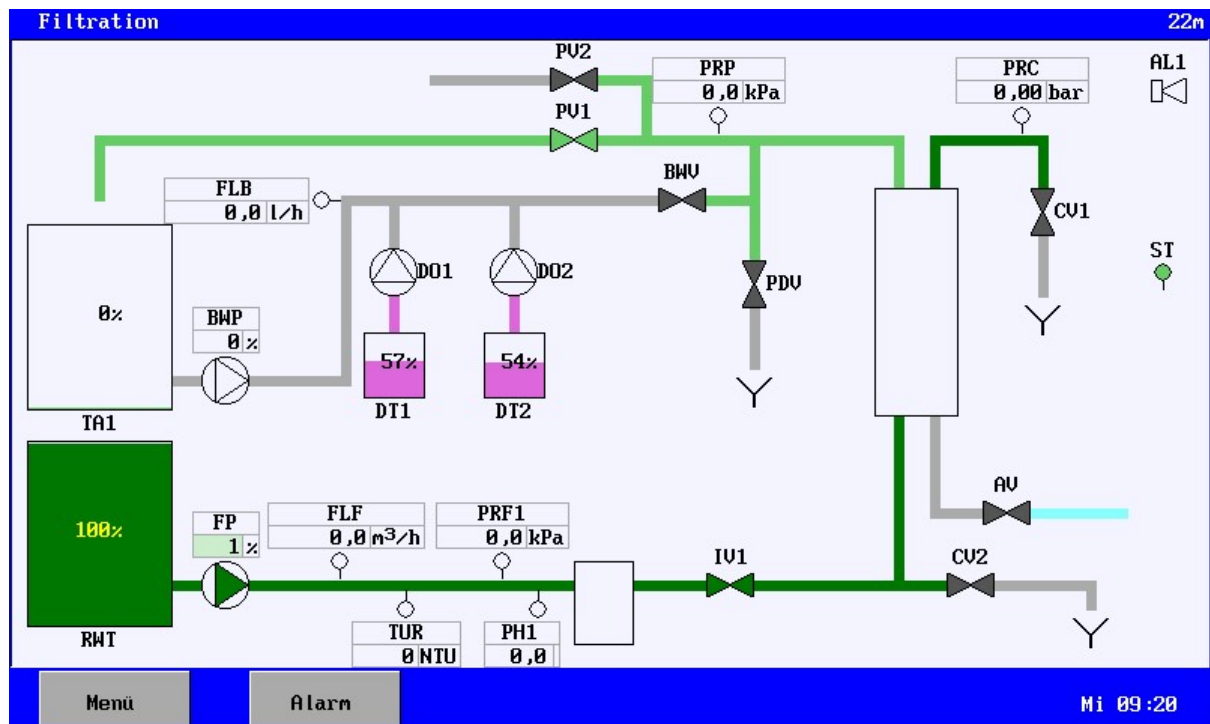 Filtration 22m
PV2
PRP
0,0 kPa
PRC
0,00 bar
AL1
PV1
BWV
FLB
0,0 l/h
CV1
DO1
DO2
PDV
ST
0%
BWP
0 %
57%
54%
DT1
DT2
TA1
AV
100%
FP
1 %
FLF
0,0 m3/h
PRF1
0,0 kPa
IV1
CV2
RWT
TUR
0 NTU
PH1
0,0
Menü
Alarm
Mi 09:20